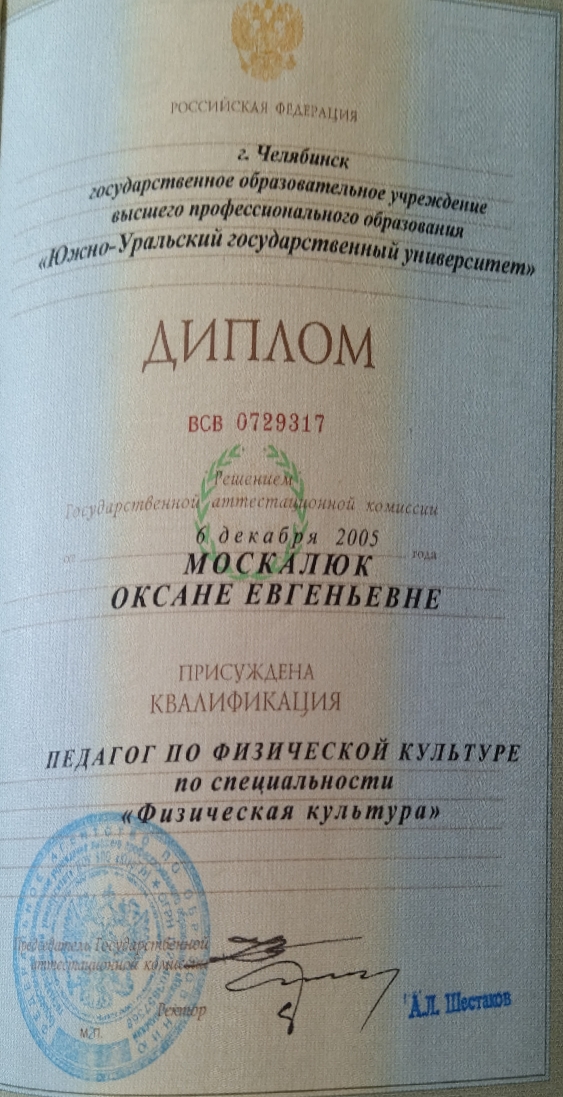 РОССИЙСКАЯ ФЕДЕРАЦИЯ
г. Челябинск
государственное образовательное учреждение
высшего профессионального образования
«Южно-Уральский государственный университет»
ДИПЛОМ
ВСВ 0729317
Решением
Государственной аттестационной комиссии
от 6 декабря 2005 года
МОСКАЛЮК
ОКСАНЕ ЕВГЕНЬЕВНЕ
ПРИСУЖДЕНА
КВАЛИФИКАЦИЯ
ПЕДАГОГ ПО ФИЗИЧЕСКОЙ КУЛЬТУРЕ
по специальности
«Физическая культура»
Председатель Государственной
аттестационной комиссии
Ректор
А.Л. Шестаков
М.П.